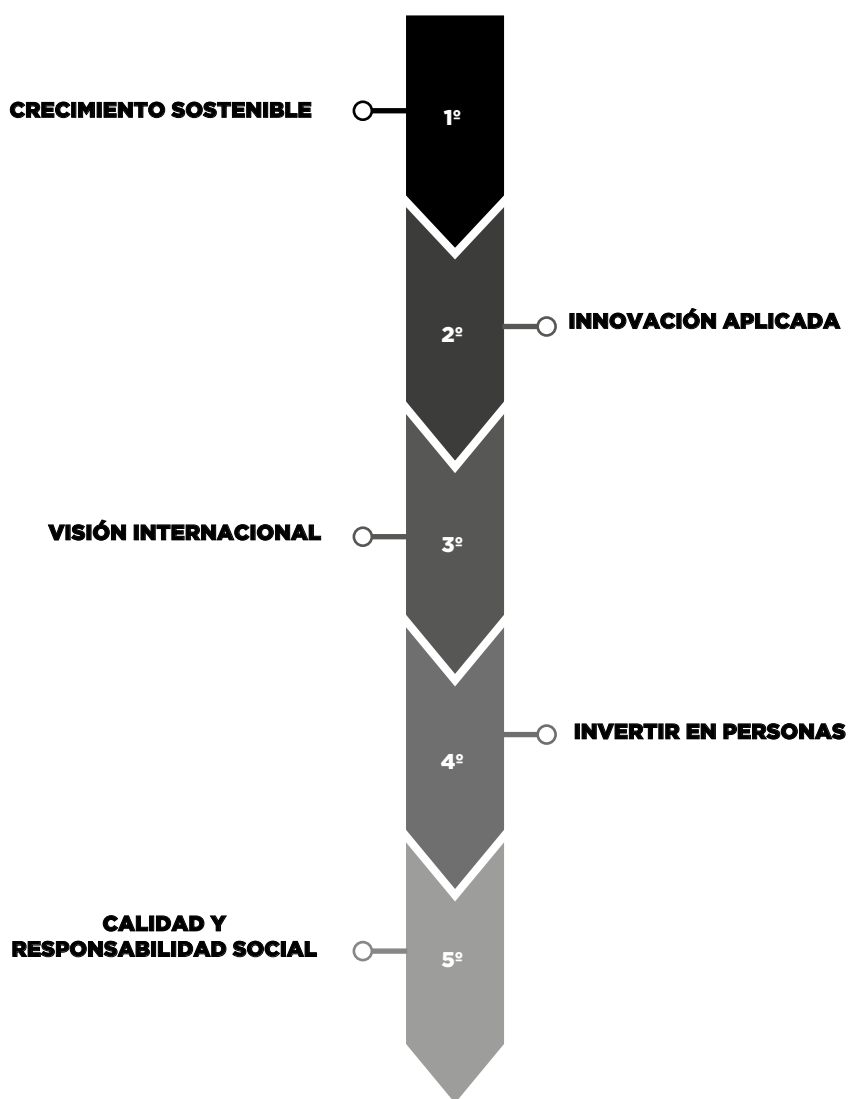 CRECIMIENTO SOSTENIBLE
1º
2º
INNOVACIÓN APLICADA
VISIÓN INTERNACIONAL
3º
INVERTIR EN PERSONAS
4º
CALIDAD Y
RESPONSABILIDAD SOCIAL
5º